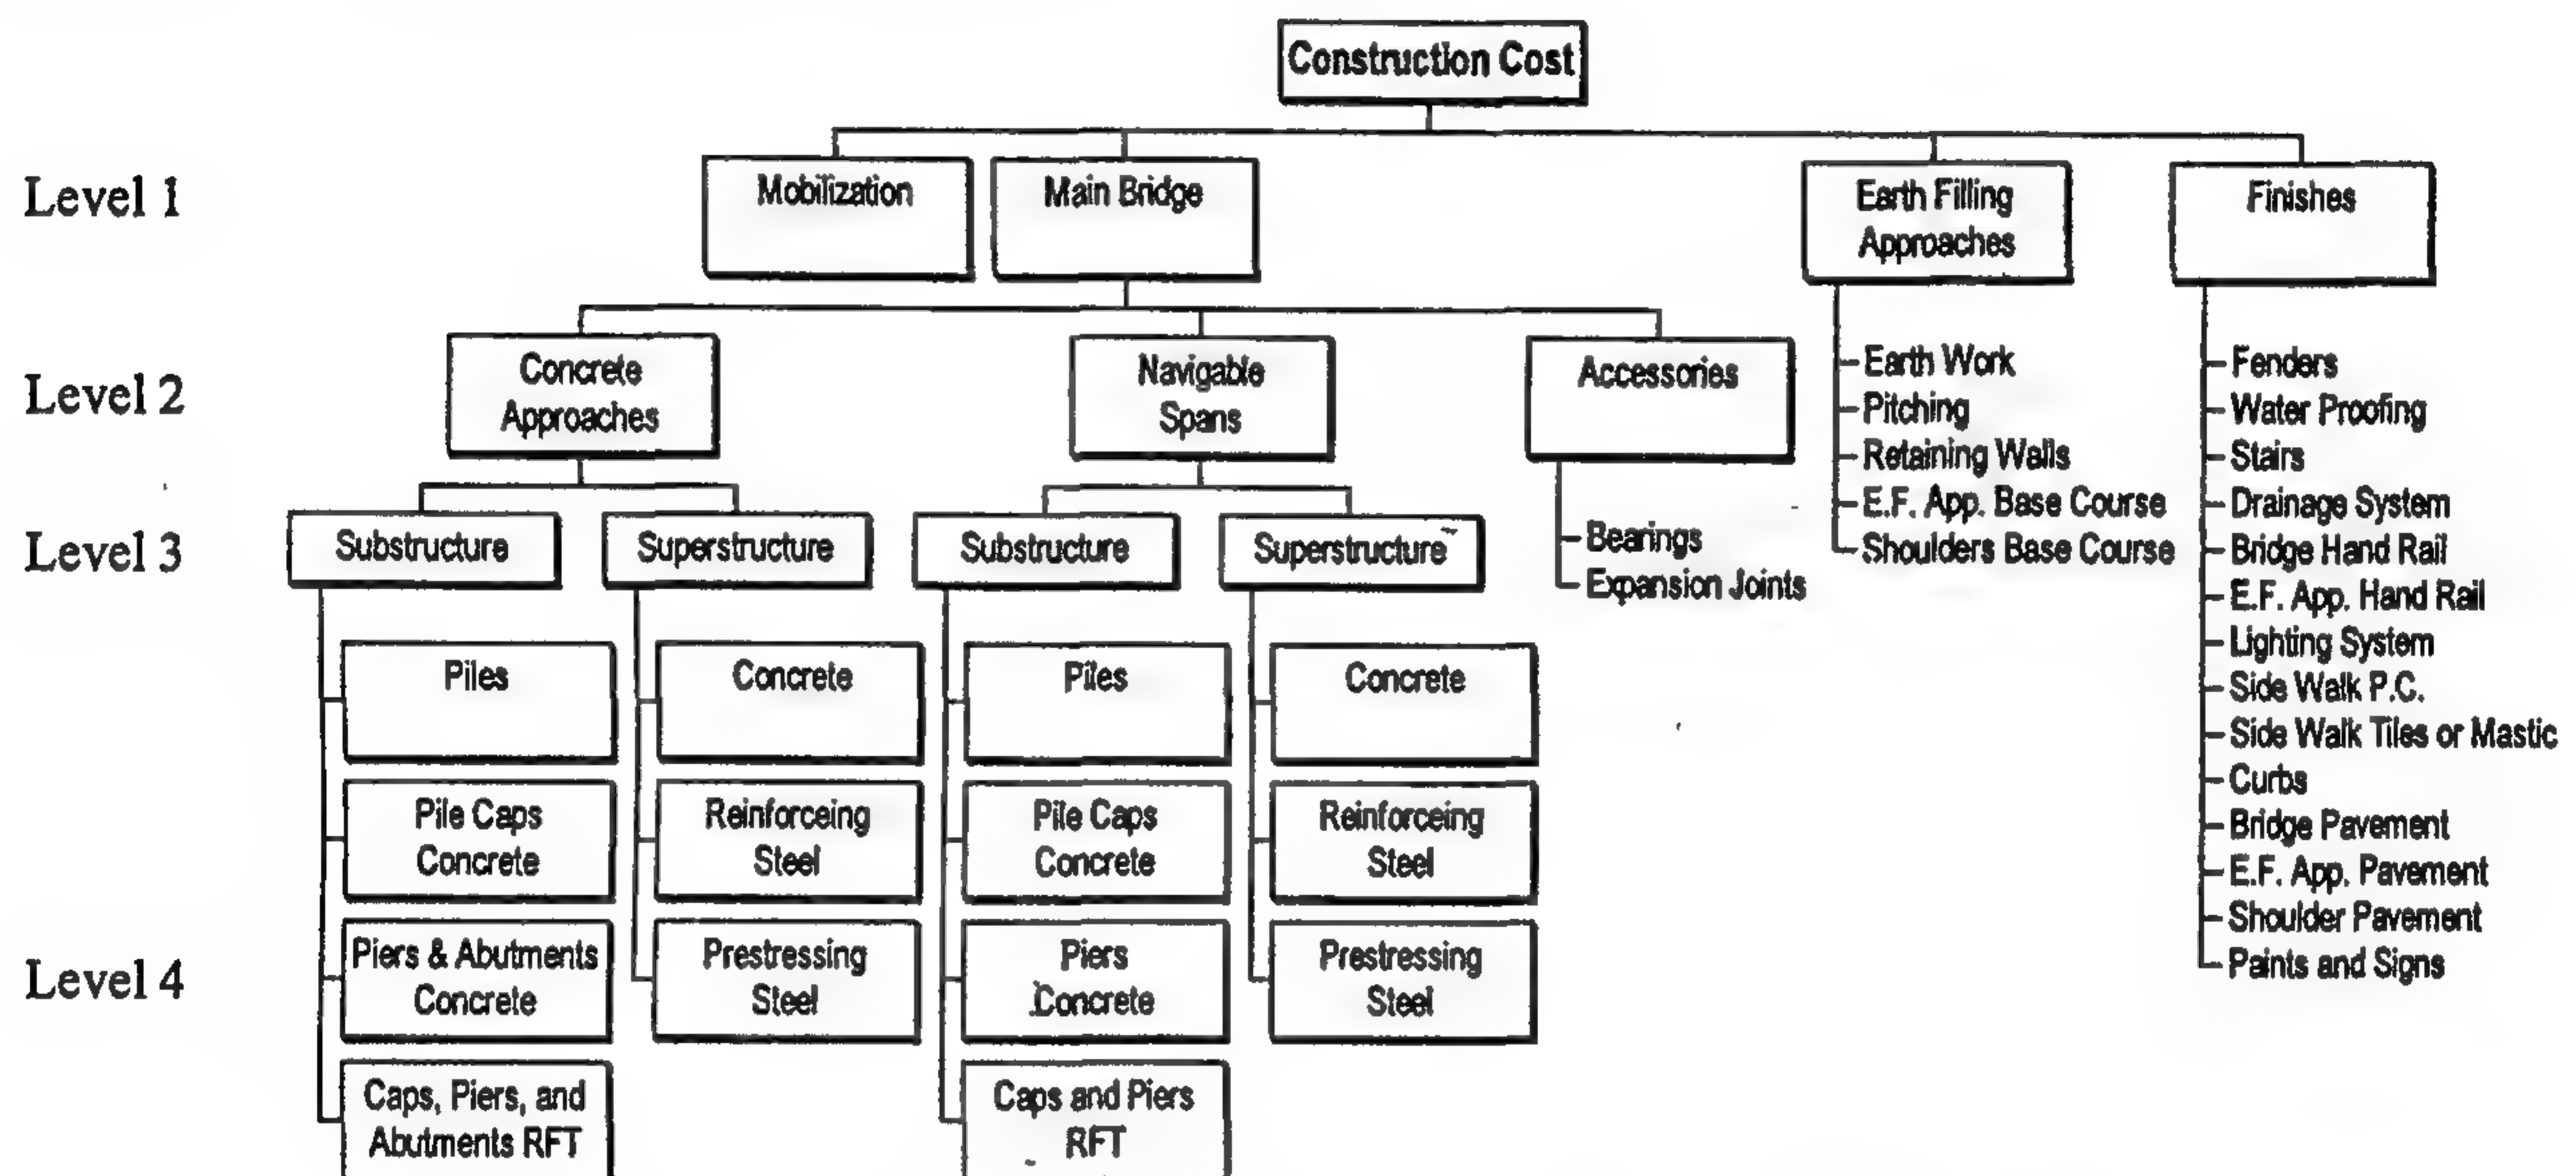 Construction Cost
Level 1
Mobilization
Main Bridge
Earth Filling
Approaches
Finishes
Level 2
Concrete
Approaches
Navigable
Spans
Accessories
Earth Work
Pitching
Retaining Walls
E.F. App. Base Course
Shoulders Base Course
Fenders
Water Proofing
Stairs
Drainage System
Bridge Hand Rail
E.F. App. Hand Rail
Lighting System
Side Walk P.C.
Side Walk Tiles or Mastic
Curbs
Bridge Pavement
E.F. App. Pavement
Shoulder Pavement
Paints and Signs
Level 3
Substructure
Superstructure
Substructure
Superstructure
Bearings
Expansion Joints
Level 4
Piles
Pile Caps
Concrete
Piers & Abutments
Concrete
Caps, Piers, and
Abutments RFT
Concrete
Reinforceing
Steel
Prestressing
Steel
Piles
Pile Caps
Concrete
Piers
Concrete
Caps and Piers
RFT
Concrete
Reinforceing
Steel
Prestressing
Steel